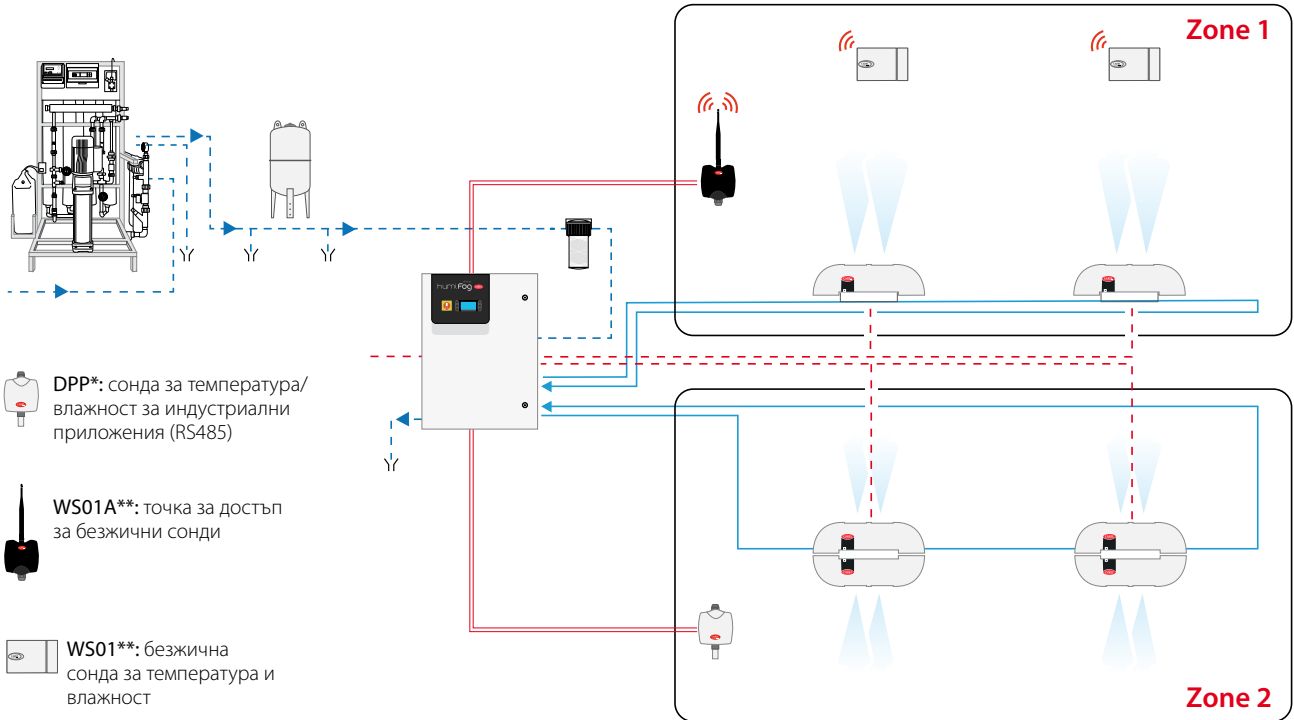 Zone 1
humiFog
DPP*: сонда за температура/
влажност за индустриални
приложения (RS485)
WS01A**: точка за достъп
за безжични сонди
WS01**: безжична
сонда за температура и
влажност
Zone 2